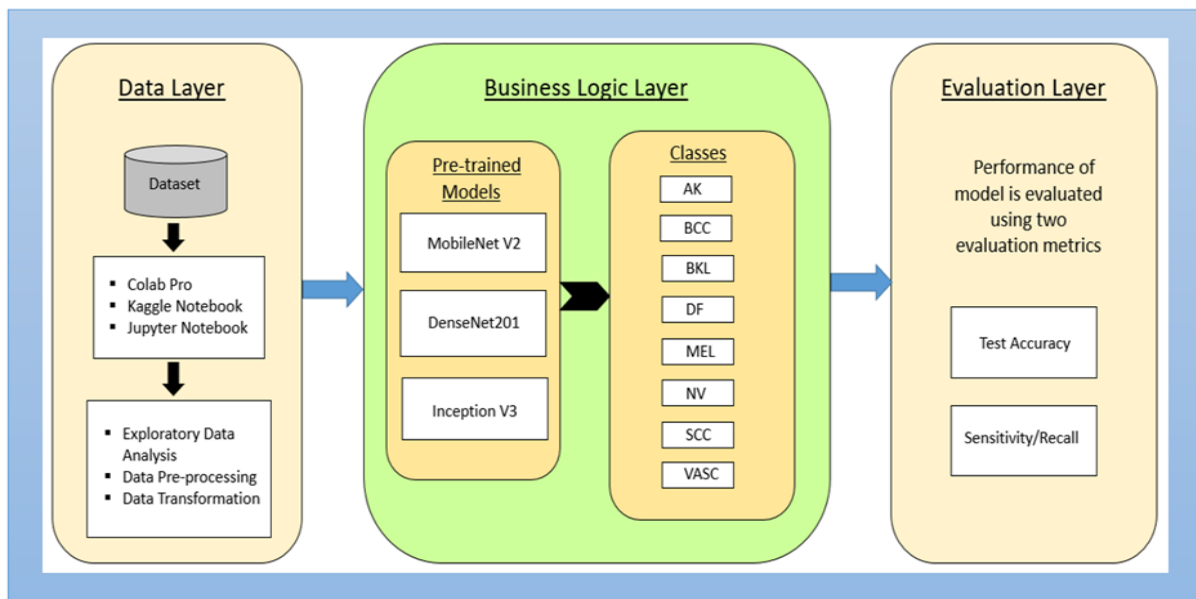 Data Layer
Dataset
▪ Colab Pro
▪ Kaggle Notebook
▪ Jupyter Notebook
▪ Exploratory Data
Analysis
▪ Data Pre-processing
▪ Data Transformation
Business Logic Layer
Pre-trained
Models
MobileNet V2
DenseNet201
Inception V3
Classes
AK
BCC
BKL
DF
MEL
NV
SCC
VASC
Evaluation Layer
Performance of
model is evaluated
using two
evaluation metrics
Test Accuracy
Sensitivity/Recall